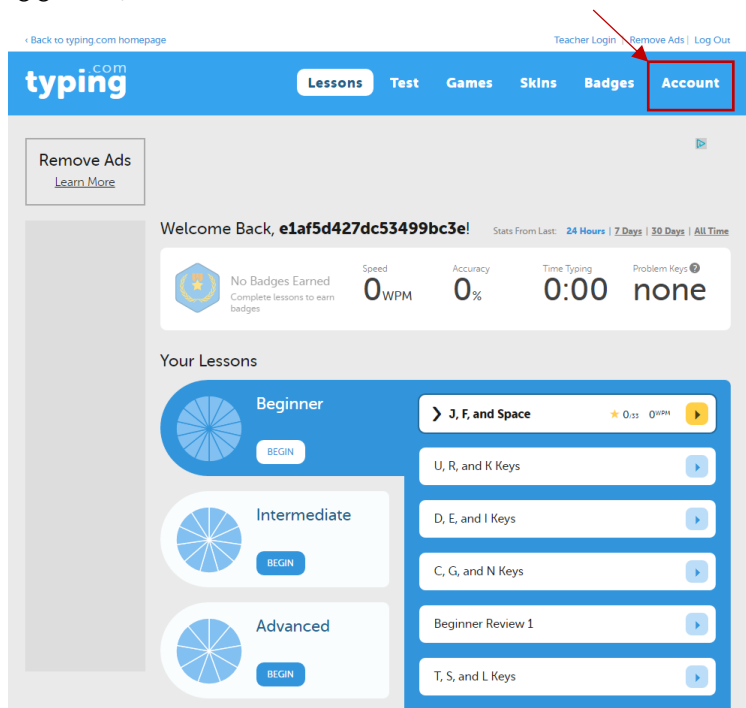 ‹ Back to typing.com homepage
Teacher Login | Remove Ads | Log Out
typing.com
Lessons Test Games Skins Badges Account
Remove Ads
Learn More
Welcome Back, e1af5d427dc53499bc3e!
Stats From Last: 24 Hours | 7 Days | 30 Days | All Time
No Badges Earned
Complete lessons to earn
badges
Speed
0WPM
Accuracy
0%
Time Typing
0:00
Problem Keys ?
none
Your Lessons
Beginner
BEGIN
Intermediate
BEGIN
Advanced
BEGIN
J, F, and Space 0/33 0WPM
U, R, and K Keys
D, E, and I Keys
C, G, and N Keys
Beginner Review 1
T, S, and L Keys